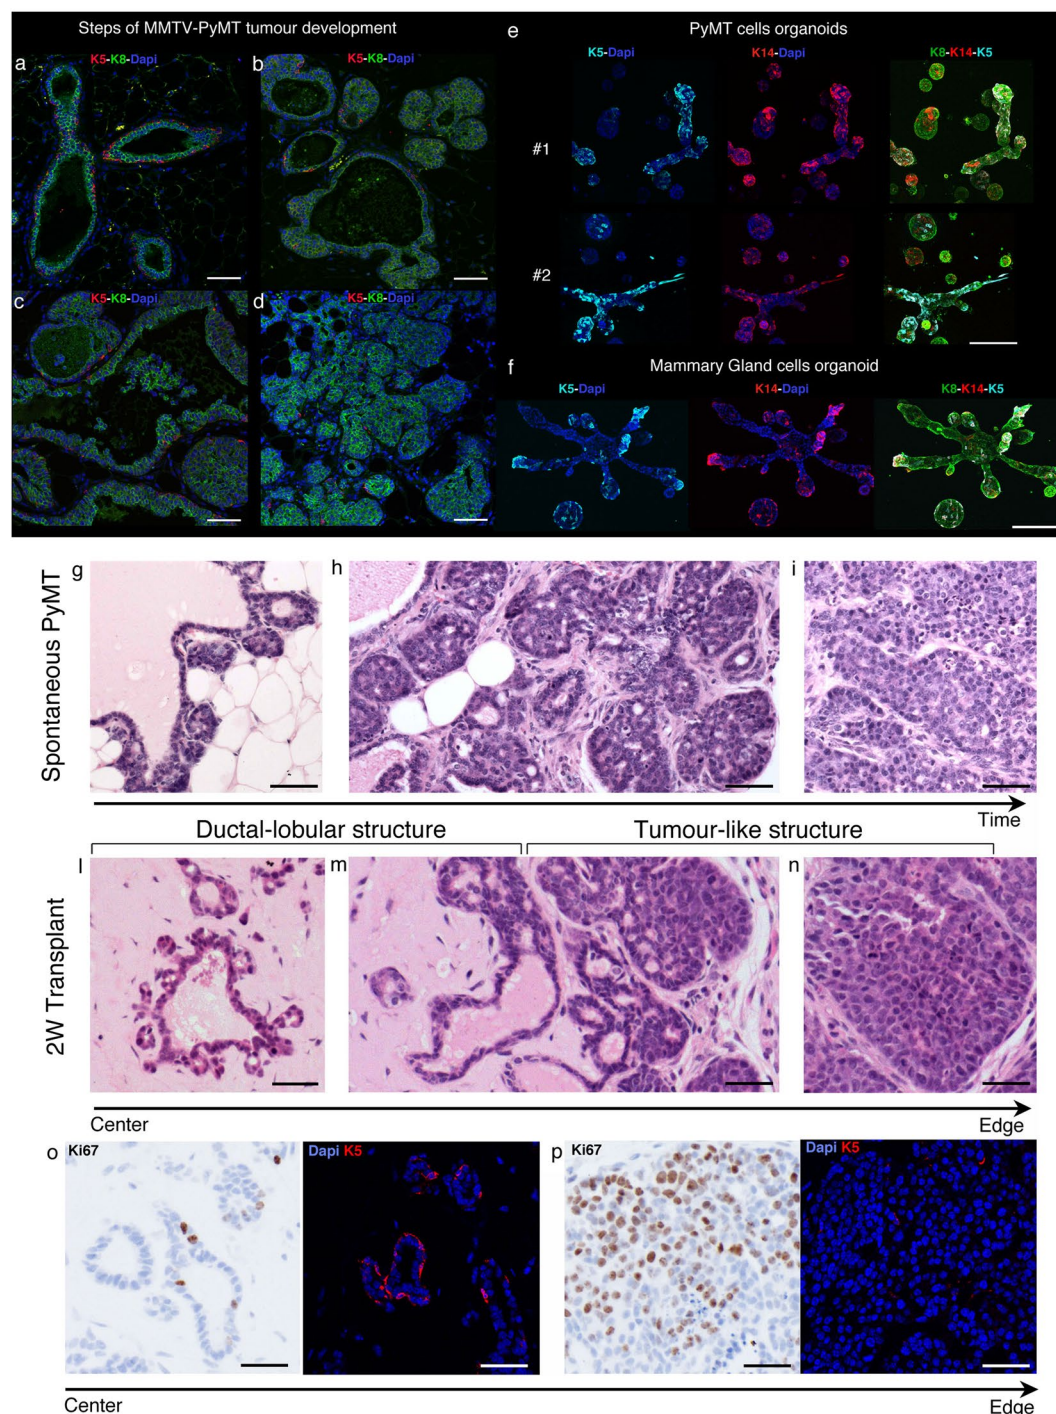 Steps of MMTV-PyMT tumour development
a
K5-K8-Dapi
b
K5-K8-Dapi
c
K5-K8-Dapi
d
K5-K8-Dapi
e
PyMT cells organoids
K5-Dapi
K14-Dapi
K8-K14-K5
#1
#2
f
Mammary Gland cells organoid
K5-Dapi
K14-Dapi
K8-K14-K5
Spontaneous PyMT
g
h
i
Time
Ductal-lobular structure
Tumour-like structure
2W Transplant
l
m
n
Center
Edge
o
Ki67
Dapi K5
p
Ki67
Dapi K5
Center
Edge